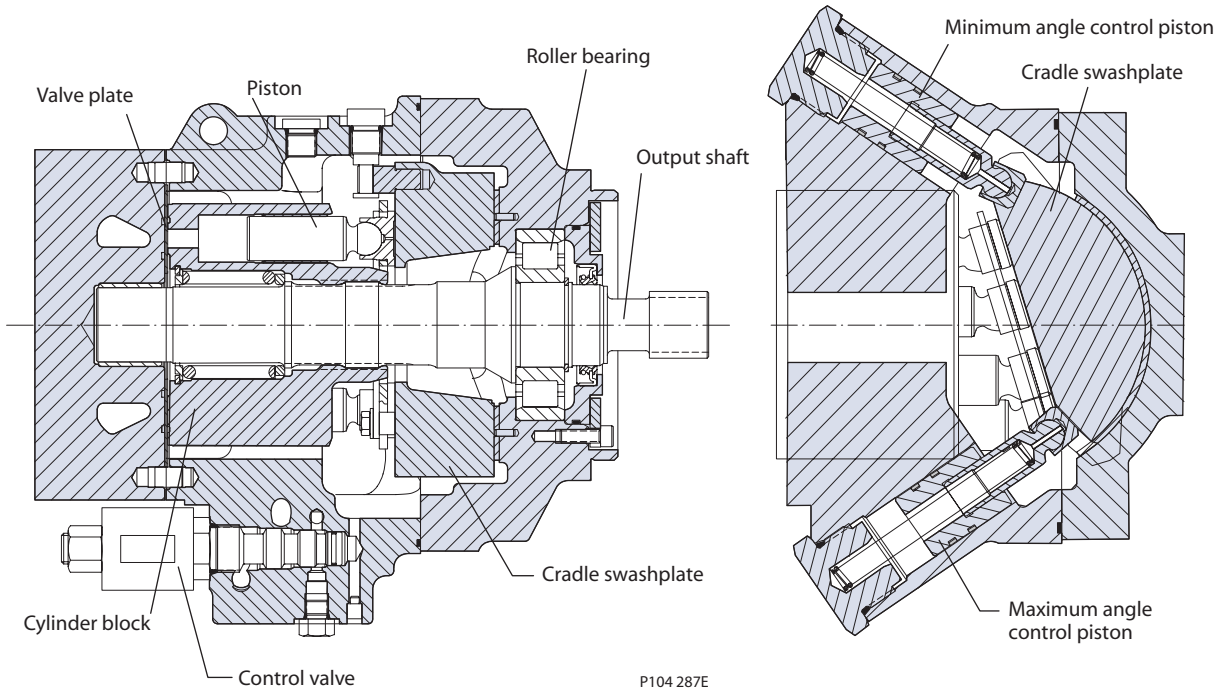 Minimum angle control piston
Roller bearing
Cradle swashplate
Piston
Valve plate
Output shaft
Cradle swashplate
Cylinder block
Maximum angle
control piston
Control valve
P104 287E